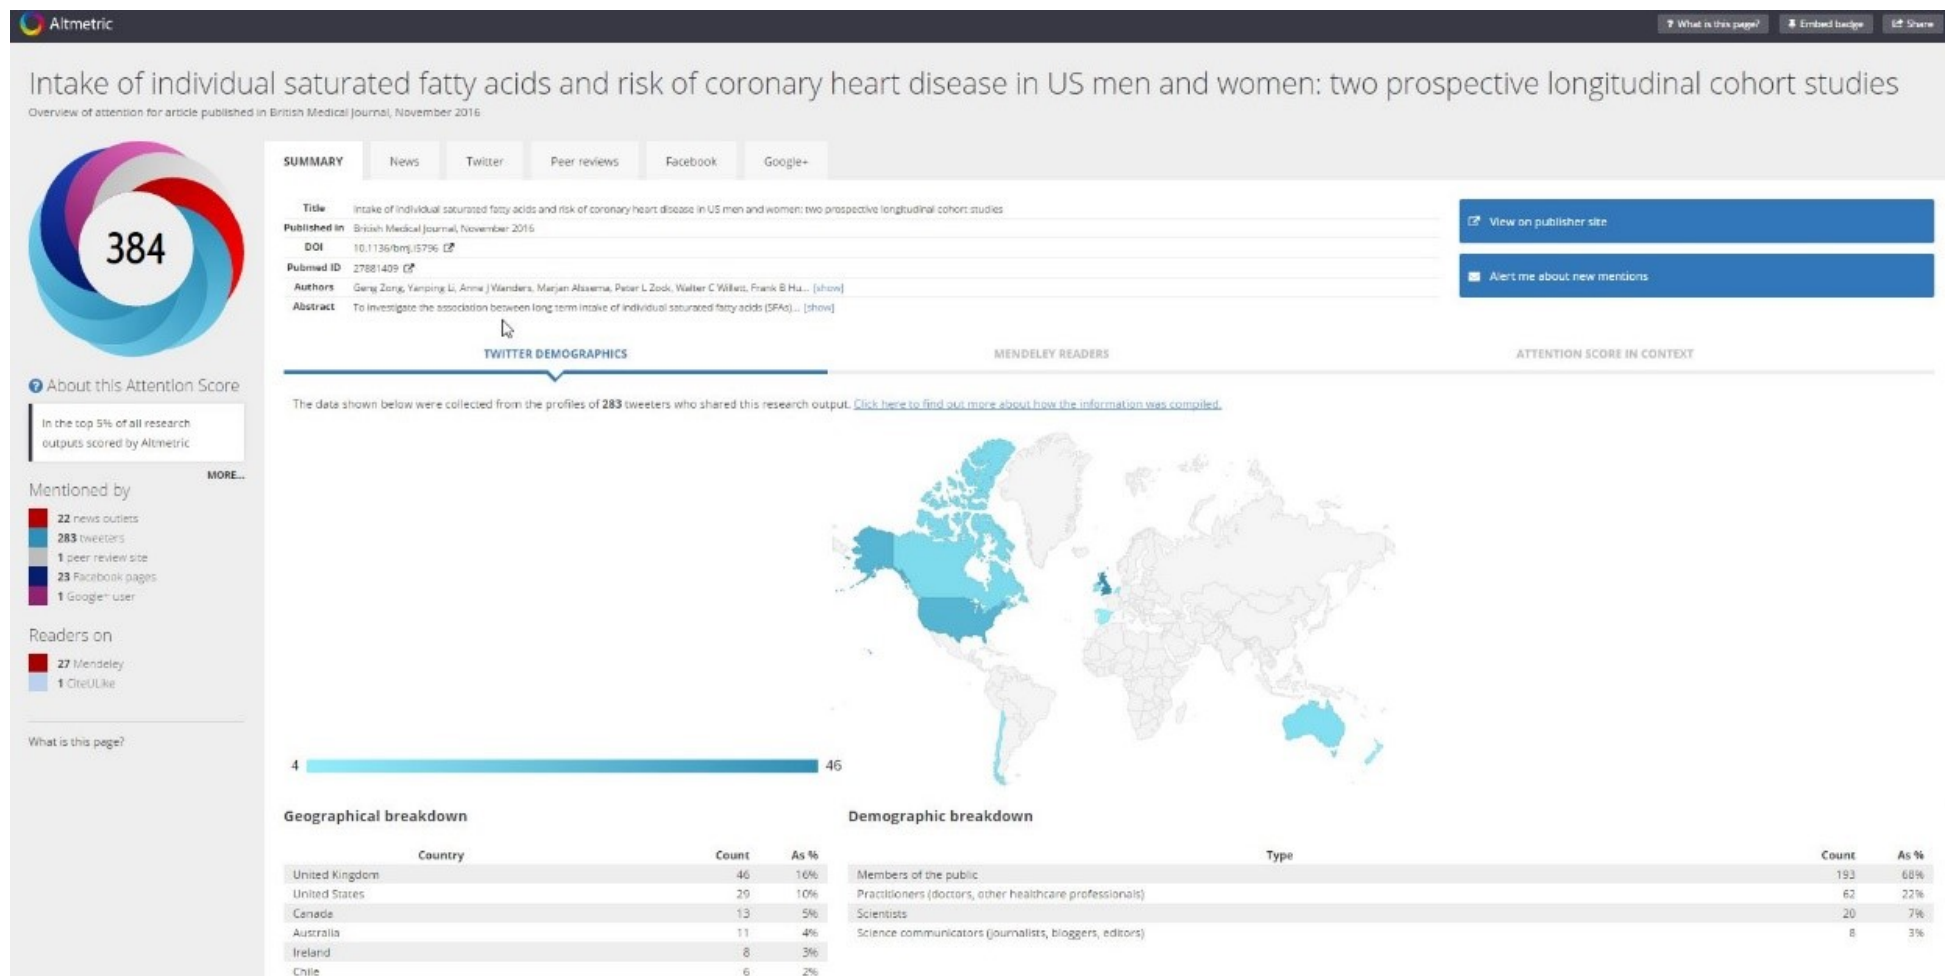 Altmetric
? What is this page?
Embed badge
Share
Intake of individual saturated fatty acids and risk of coronary heart disease in US men and women: two prospective longitudinal cohort studies
Overview of attention for article published in British Medical Journal, November 2016
384
SUMMARY News Twitter Peer reviews Facebook Google+
Title Intake of individual saturated fatty acids and risk of coronary heart disease in US men and women: two prospective longitudinal cohort studies
Published in British Medical Journal, November 2016
DOI 10.1136/bmj.i5796
Pubmed ID 27881409
Authors Geng Zong, Yanping Li, Anne J Wanders, Marjan Alssema, Peter L Zock, Walter C Willett, Frank B Hu... [show]
Abstract To investigate the association between long term intake of individual saturated fatty acids (SFAs)... [show]
View on publisher site
Alert me about new mentions
TWITTER DEMOGRAPHICS MENDELEY READERS ATTENTION SCORE IN CONTEXT
? About this Attention Score
In the top 5% of all research
outputs scored by Altmetric
MORE...
Mentioned by
22 news outlets
283 tweeters
1 peer review site
23 Facebook pages
1 Google+ user
Readers on
27 Mendeley
1 CiteULike
What is this page?
The data shown below were collected from the profiles of 283 tweeters who shared this research output. Click here to find out more about how the information was compiled.
4 46
Geographical breakdown
Country Count As %
United Kingdom 46 16%
United States 29 10%
Canada 13 5%
Australia 11 4%
Ireland 8 3%
Chile 6 2%
Demographic breakdown
Type Count As %
Members of the public 193 68%
Practitioners (doctors, other healthcare professionals) 62 22%
Scientists 20 7%
Science communicators (journalists, bloggers, editors) 8 3%